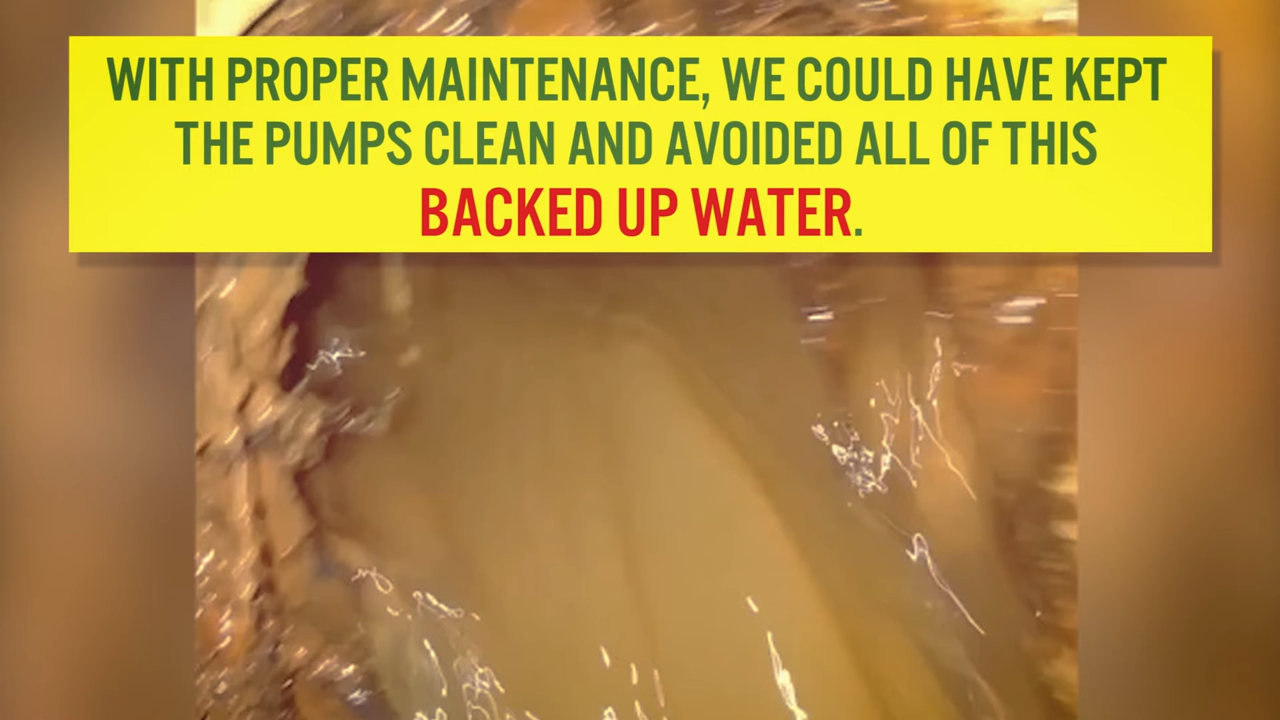 WITH PROPER MAINTENANCE, WE COULD HAVE KEPT
THE PUMPS CLEAN AND AVOIDED ALL OF THIS
BACKED UP WATER.